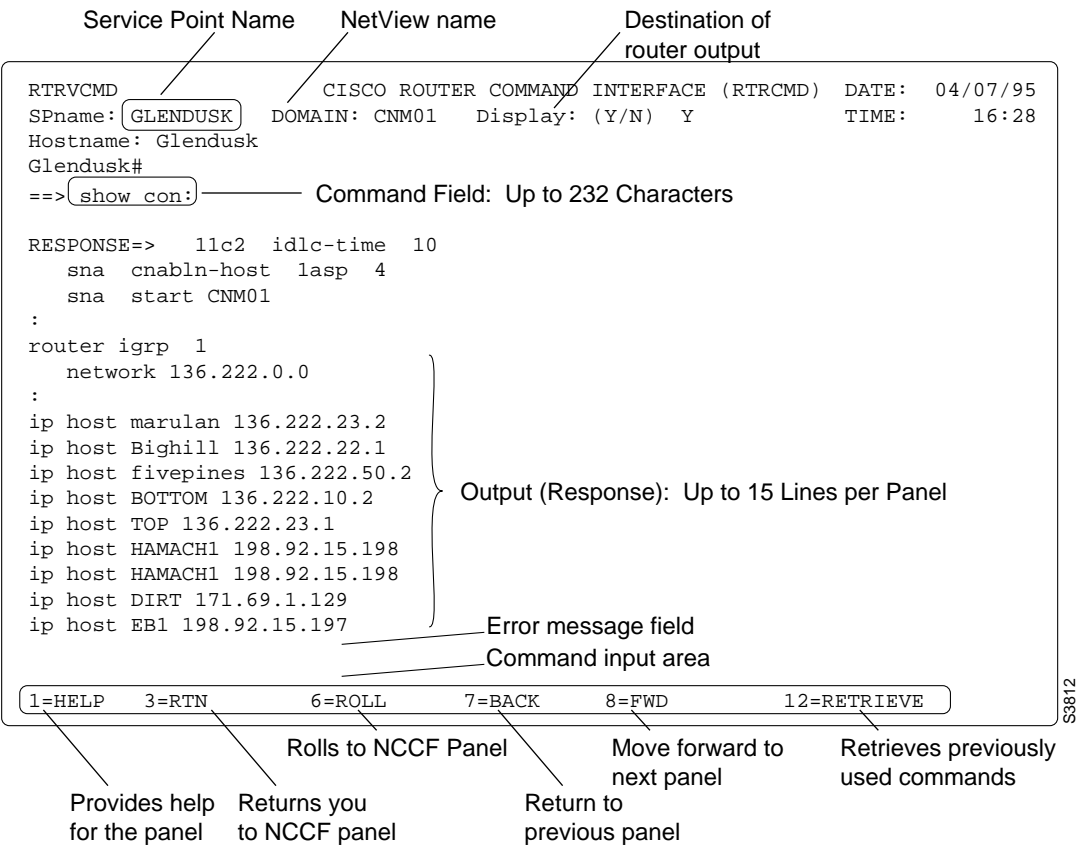 Service Point Name NetView name Destination of
router output
RTRVCMD CISCO ROUTER COMMAND INTERFACE (RTRCMD) DATE: 04/07/95
SPname: GLENDUSK DOMAIN: CNM01 Display: (Y/N) Y TIME: 16:28
Hostname: Glendusk
Glendusk#
==> show con: Command Field: Up to 232 Characters
RESPONSE=> 11c2 idlc-time 10
sna cnabln-host 1asp 4
sna start CNM01
:
router igrp 1
network 136.222.0.0
:
ip host marulan 136.222.23.2
ip host Bighill 136.222.22.1
ip host fivepines 136.222.50.2
ip host BOTTOM 136.222.10.2 Output (Response): Up to 15 Lines per Panel
ip host TOP 136.222.23.1
ip host HAMACH1 198.92.15.198
ip host HAMACH1 198.92.15.198
ip host DIRT 171.69.1.129
ip host EB1 198.92.15.197 Error message field
Command input area
1=HELP 3=RTN 6=ROLL 7=BACK 8=FWD 12=RETRIEVE
S3812
Rolls to NCCF Panel Move forward to Retrieves previously
next panel used commands
Provides help Returns you Return to
for the panel to NCCF panel previous panel